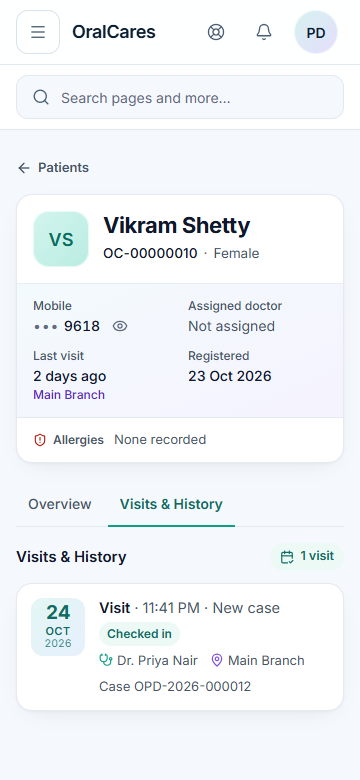 OralCares
PD
Search pages and more...
Patients
VS
Vikram Shetty
OC-00000010 · Female
Mobile
Assigned doctor
••• 9618
Not assigned
Last visit
Registered
2 days ago
23 Oct 2026
Main Branch
Allergies None recorded
Overview
Visits & History
Visits & History
1 visit
24
OCT
2026
Visit · 11:41 PM · New case
Checked in
Dr. Priya Nair
Main Branch
Case OPD-2026-000012